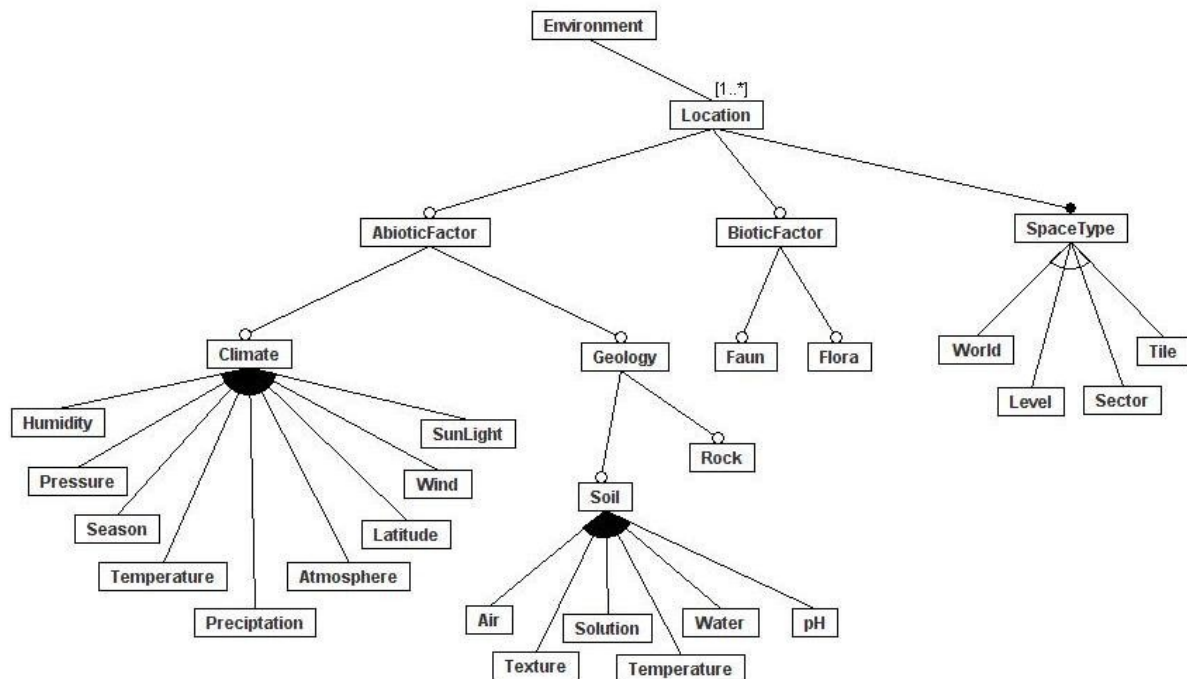 Environment
[1..*]
Location
AbioticFactor
BioticFactor
SpaceType
Climate
Geology
Faun
Flora
World
Tile
Level
Sector
Humidity
SunLight
Pressure
Wind
Rock
Season
Latitude
Soil
Temperature
Atmosphere
Preciptation
Air
Solution
Water
pH
Texture
Temperature